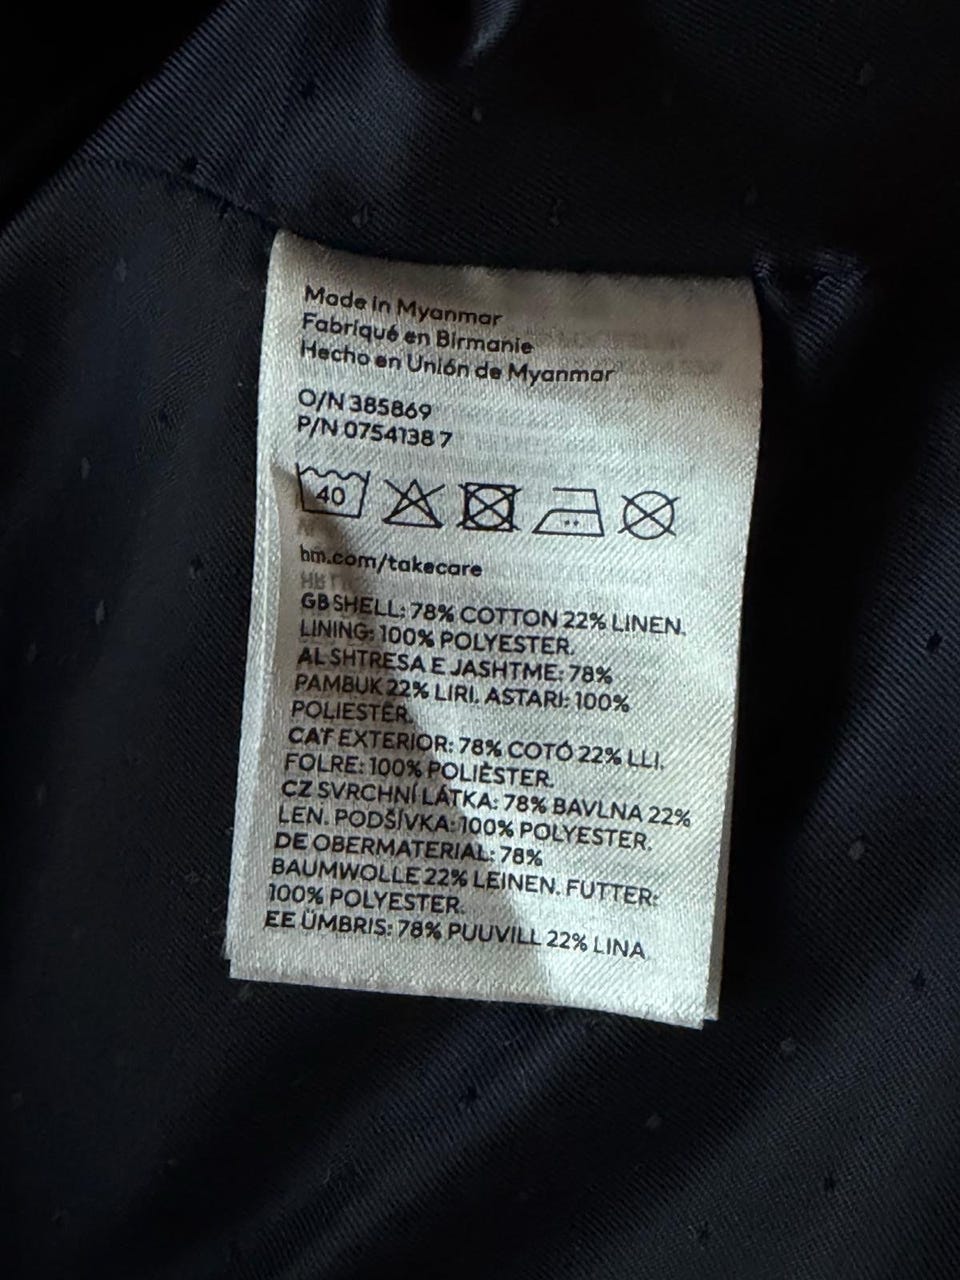 Made in Myanmar
Fabriqué en Birmanie
Hecho en Unión de Myanmar
O/N 385869
P/N 0754138 7
40
hm.com/takecare
GB SHELL: 78% COTTON 22% LINEN.
LINING: 100% POLYESTER.
AL SHTRESA E JASHTME: 78%
PAMBUK 22% LIRI. ASTARI: 100%
POLIESTER.
CAT EXTERIOR: 78% COTÓ 22% LLI.
FOLRE: 100% POLIÈSTER.
CZ SVRCHNÍ LÁTKA: 78% BAVLNA 22%
LEN. PODŠÍVKA: 100% POLYESTER.
DE OBERMATERIAL: 78%
BAUMWOLLE 22% LEINEN. FUTTER:
100% POLYESTER.
EE ÜMBRIS: 78% PUUVILL 22% LINA